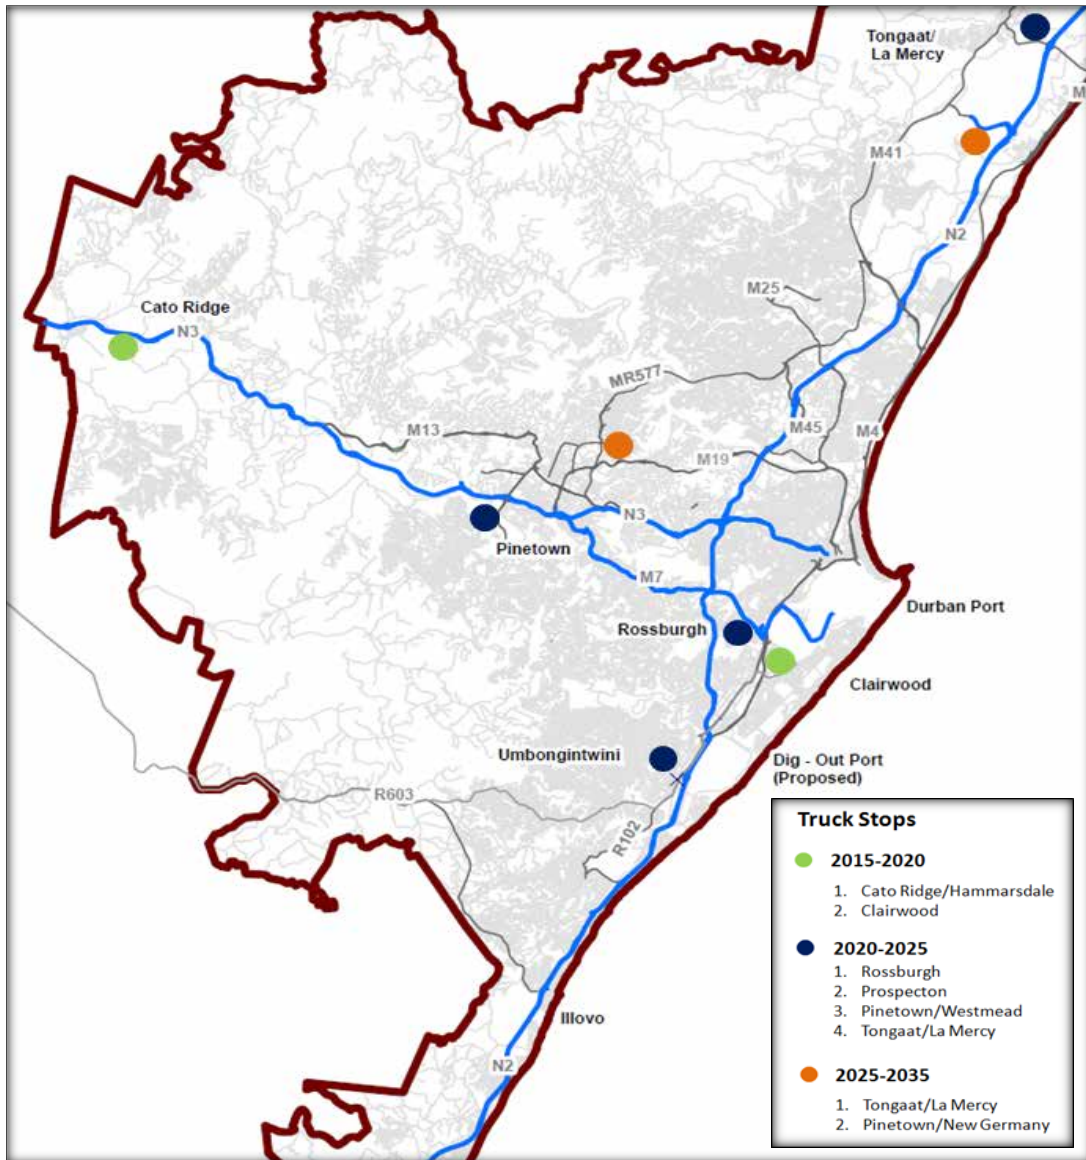 Tongaat/
La Mercy
M
M41
N2
M25
Cato Ridge
N3
MR577
M13
M45
M4
M19
N3
Pinetown
M7
Durban Port
Rossburgh
Clairwood
Umbongintwini
Dig - Out Port
(Proposed)
R603
R102
Illovo
N2
Truck Stops
2015-2020
1. Cato Ridge/Hammarsdale
2. Clairwood
2020-2025
1. Rossburgh
2. Prospecton
3. Pinetown/Westmead
4. Tongaat/La Mercy
2025-2035
1. Tongaat/La Mercy
2. Pinetown/New Germany